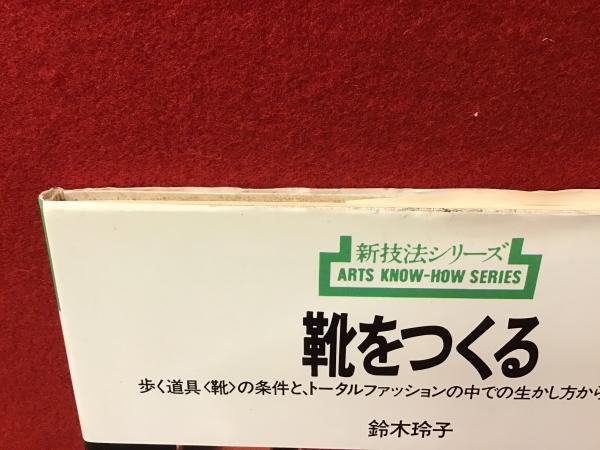 新技法シリーズ
ARTS KNOW-HOW SERIES
靴をつくる
歩く道具〈靴〉の条件と、トータルファッションの中での生かし方から
鈴木玲子